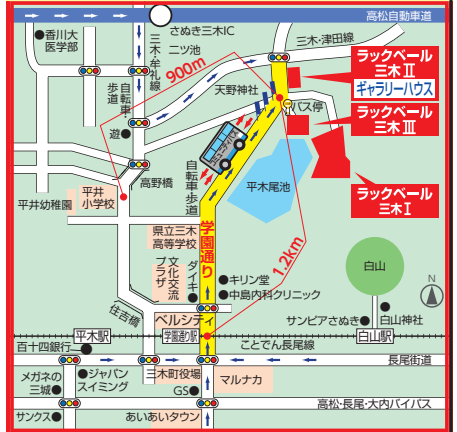 高松自動車道
さぬき三木IC
香川大
医学部
三木・牟礼線
二ツ池
三木・津田線
ラックベール
三木Ⅱ
ギャラリーハウス
900m
自転車・歩道
天野神社
バス停
ラックベール
三木Ⅲ
遊
コミュニティバス
高野橋
自転車歩道
平木尾池
ラックベール
三木Ⅰ
平井幼稚園
平井
小学校
県立三木
高等学校
学園通り
1.2km
文化交流
プラザ
ダイキ
キリン堂
中島内科クリニック
白山
N
住吉橋
ベルシティ
サンピアさぬき
白山神社
平木駅
学園通り駅
白山駅
百十四銀行
ことでん長尾線
長尾街道
メガネの
三城
ジャパン
スイミング
三木町役場
マルナカ
GS
高松・長尾・大内バイパス
サンクス
あいあいタウン